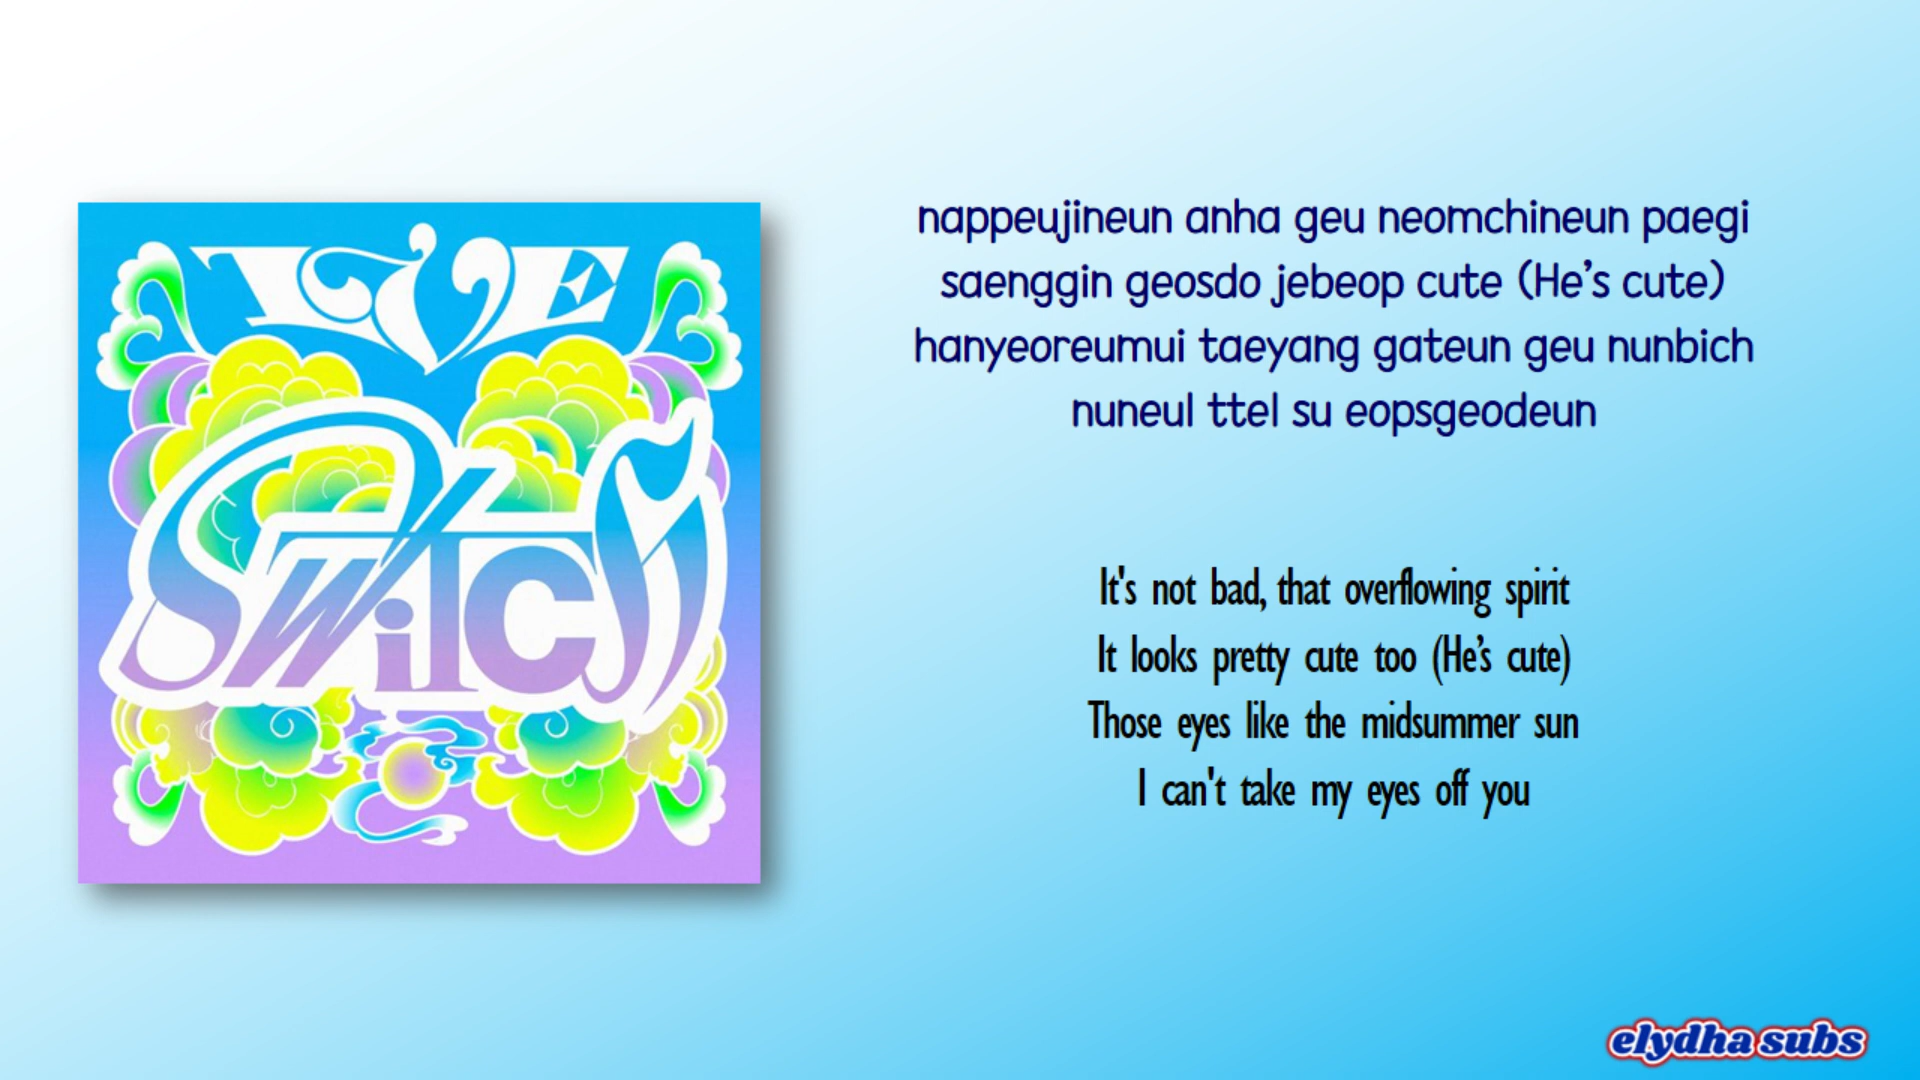 IVE
SWITCH
nappeujineun anha geu neomchineun paegi
saenggin geosdo jebeop cute (He’s cute)
hanyeoreumui taeyang gateun geu nunbich
nuneul ttel su eopsgeodeun
It's not bad, that overflowing spirit
It looks pretty cute too (He’s cute)
Those eyes like the midsummer sun
I can't take my eyes off you
elydha subs